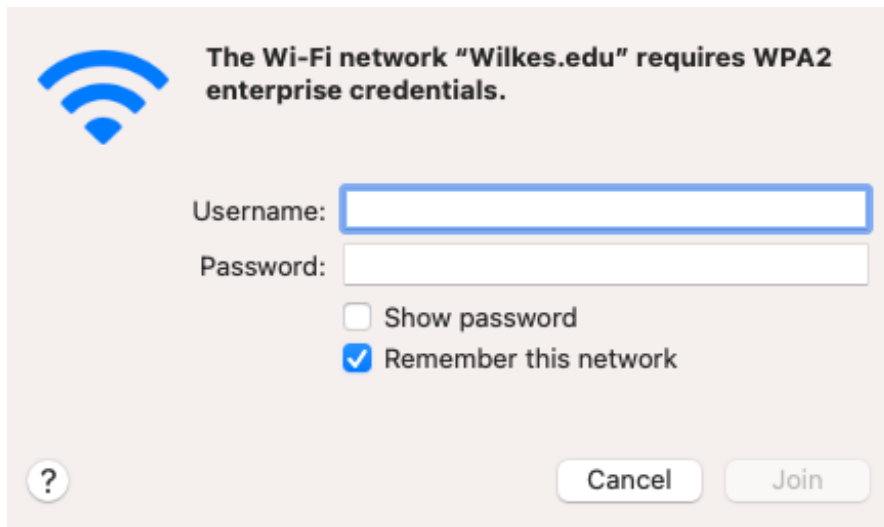 The Wi-Fi network “Wilkes.edu” requires WPA2
enterprise credentials.
Username:
Password:
Show password
Remember this network
?
Cancel
Join